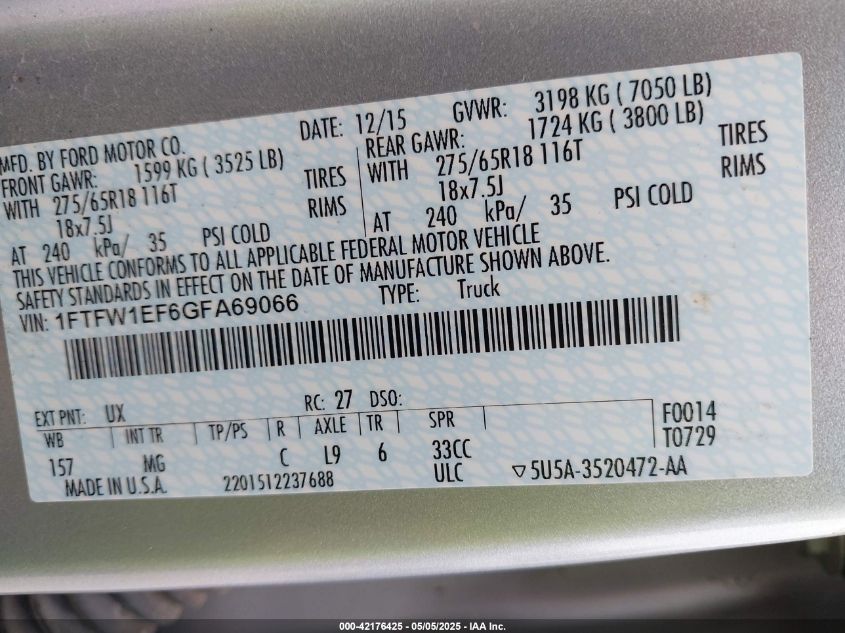 MFD. BY FORD MOTOR CO.
DATE: 12/15 GVWR: 3198 KG ( 7050 LB)
FRONT GAWR: 1599 KG ( 3525 LB) REAR GAWR: 1724 KG ( 3800 LB)
WITH 275/65R18 116T TIRES WITH 275/65R18 116T TIRES
18x7.5J RIMS 18x7.5J RIMS
AT 240 kPa/ 35 PSI COLD AT 240 kPa/ 35 PSI COLD
THIS VEHICLE CONFORMS TO ALL APPLICABLE FEDERAL MOTOR VEHICLE
SAFETY STANDARDS IN EFFECT ON THE DATE OF MANUFACTURE SHOWN ABOVE.
VIN: 1FTFW1EF6GFA69066 TYPE: Truck
EXT PNT: UX RC: 27 DSO:
WB INT TR TP/PS R AXLE TR SPR F0014
157 MG C L9 6 33CC T0729
MADE IN U.S.A. 2201512237688 ULC ▽5U5A-3520472-AA
000-42176425 - 05/05/2025 - IAA Inc.